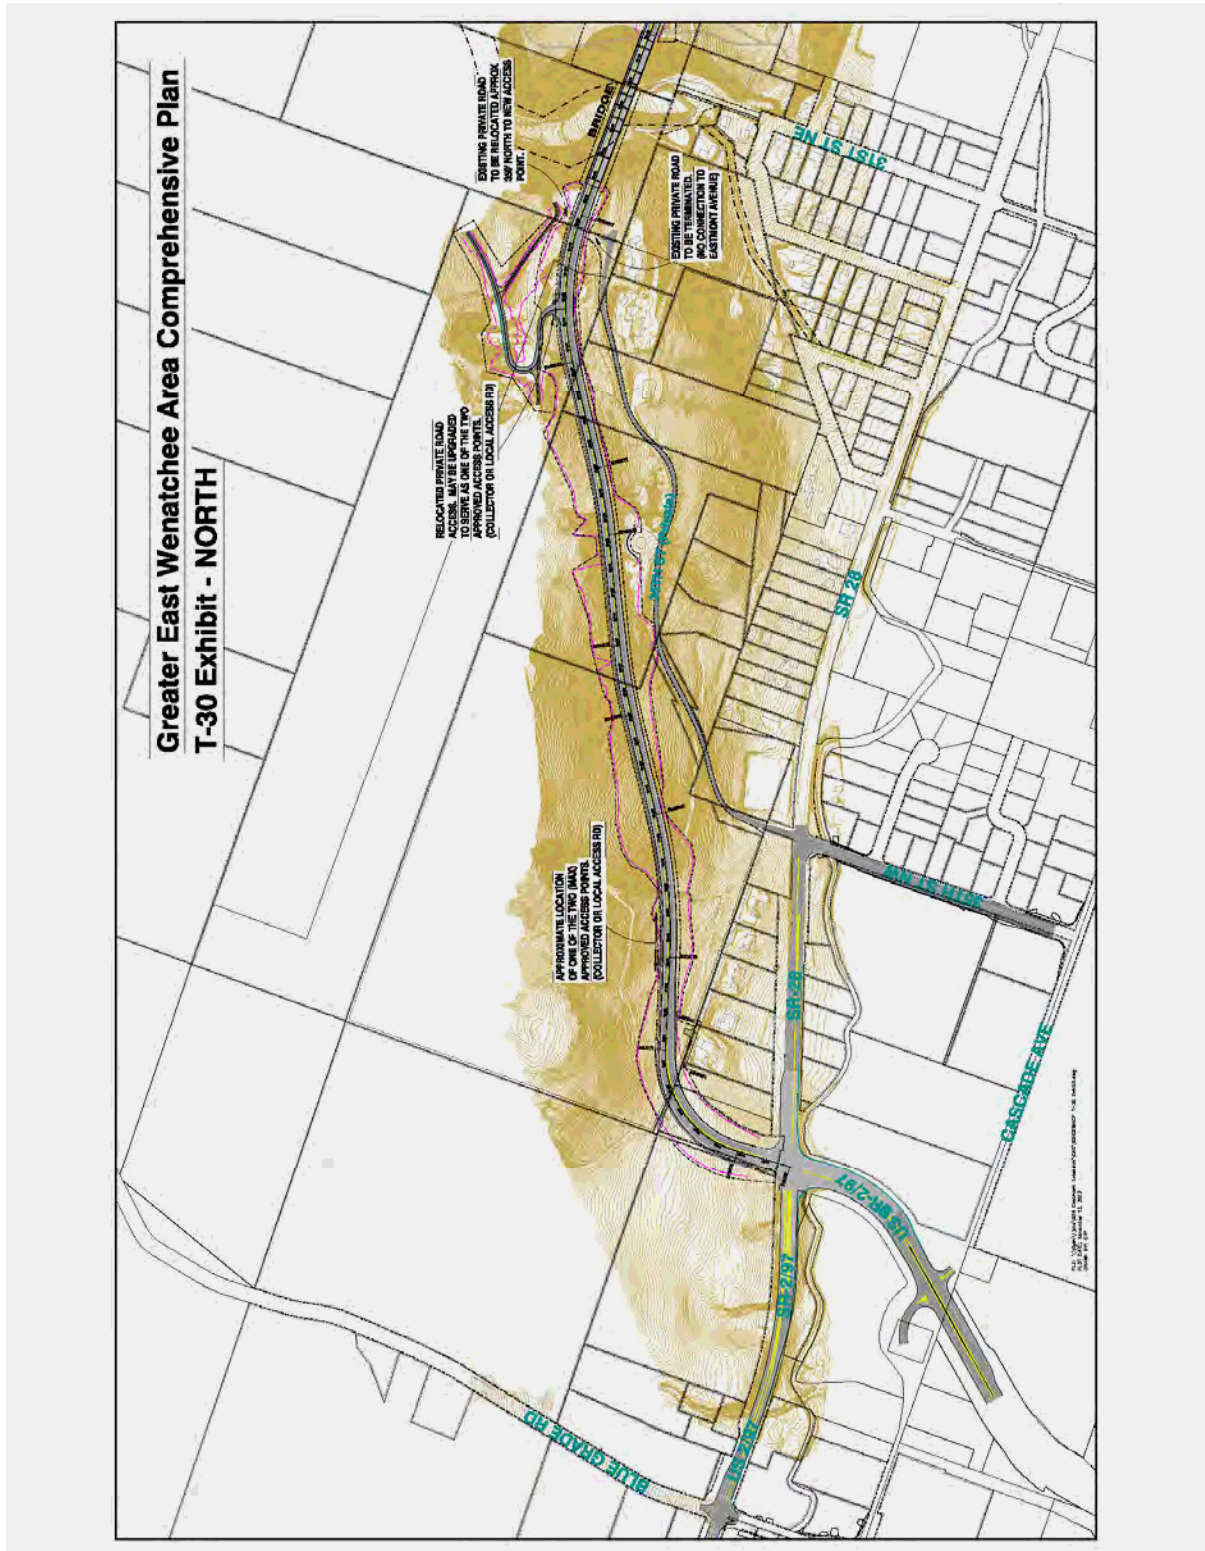 Greater East Wenatchee Area Comprehensive Plan
T-30 Exhibit - NORTH
EXISTING PRIVATE ROAD
TO BE RELOCATED APPROX.
NORTH TO NEW ACCESS
POINT.
BRIDGE
31ST ST NE
EXISTING PRIVATE ROAD
TO BE TERMINATED.
(NO CONNECTION TO
EASTMONT AVENUE)
RELOCATED PRIVATE ROAD
ACCESS. MAY BE UPGRADED
TO SERVE AS ONE OF THE TWO
APPROVED ACCESS POINTS.
(COLLECTOR OR LOCAL ACCESS RD)
SR 28
APPROXIMATE LOCATION
OF ONE OF THE TWO (MAX)
APPROVED ACCESS POINTS.
(COLLECTOR OR LOCAL ACCESS RD)
35TH ST NW
SR-28
CASCADE AVE
US SR-2/97
SR-2/97
US 2/97
BLUE GRADE RD